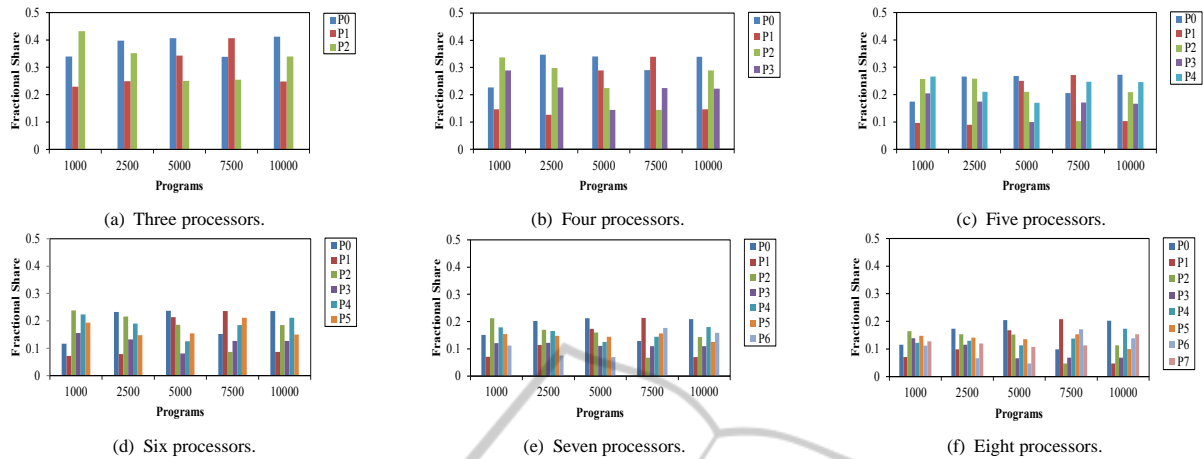 0.5
0.4
0.3
0.2
0.1
0
Fractional Share
1000 2500 5000 7500 10000
Programs
P0
P1
P2
(a) Three processors.
0.5
0.4
0.3
0.2
0.1
0
Fractional Share
1000 2500 5000 7500 10000
Programs
P0
P1
P2
P3
(b) Four processors.
0.5
0.4
0.3
0.2
0.1
0
Fractional Share
1000 2500 5000 7500 10000
Programs
P0
P1
P2
P3
P4
(c) Five processors.
0.5
0.4
0.3
0.2
0.1
0
Fractional Share
1000 2500 5000 7500 10000
Programs
P0
P1
P2
P3
P4
P5
(d) Six processors.
0.5
0.4
0.3
0.2
0.1
0
Fractional Share
1000 2500 5000 7500 10000
Programs
P0
P1
P2
P3
P4
P5
P6
(e) Seven processors.
0.5
0.4
0.3
0.2
0.1
0
Fractional Share
1000 2500 5000 7500 10000
Programs
P0
P1
P2
P3
P4
P5
P6
P7
(f) Eight processors.